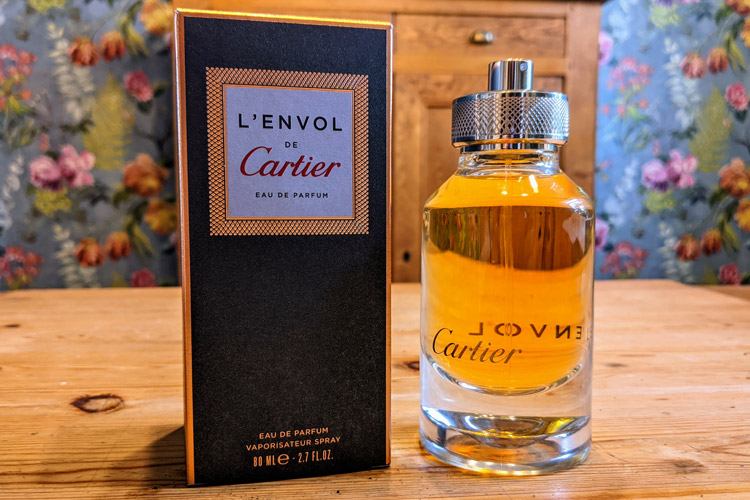 L'ENVOL
DE
Cartier
EAU DE PARFUM
EAU DE PARFUM
VAPORISATEUR SPRAY
80 ML e - 2.7 FL.OZ.
L'ENVOL
Cartier